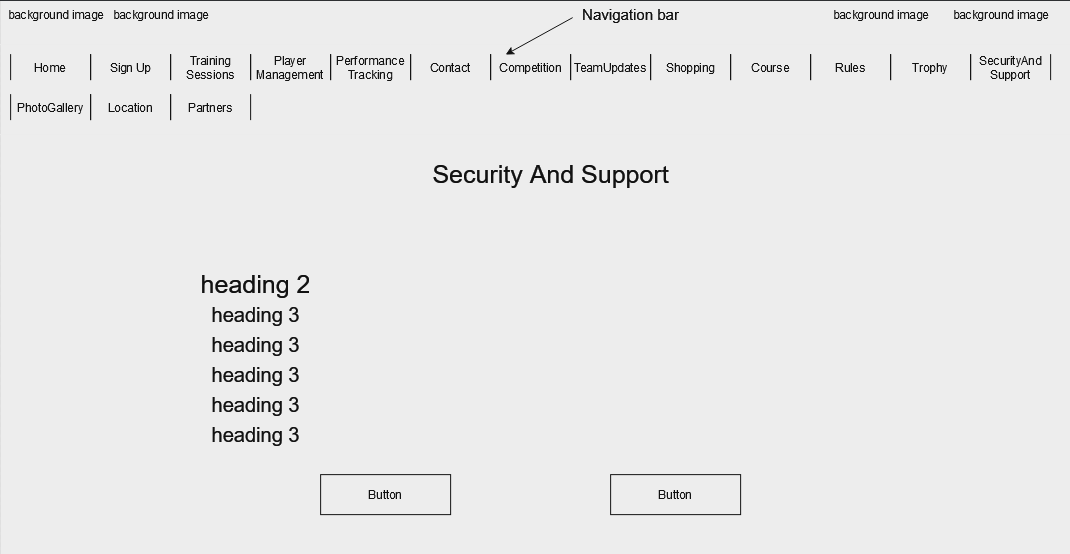 background image background image Navigation bar background image background image
Home Sign Up Training Sessions Player Management Performance Tracking Contact Competition TeamUpdates Shopping Course Rules Trophy SecurityAnd Support
PhotoGallery Location Partners
Security And Support
heading 2
heading 3
heading 3
heading 3
heading 3
heading 3
Button Button